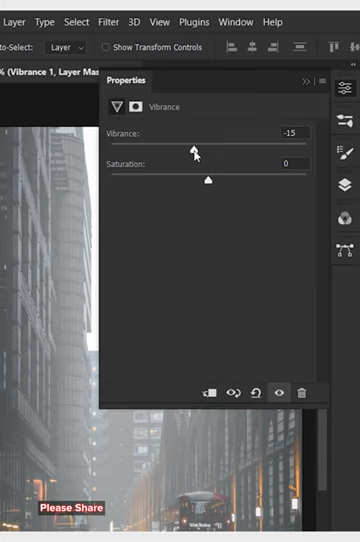 Layer Type Select Filter 3D View Plugins Window Help
to-Select: Layer Show Transform Controls
% (Vibrance 1, Layer Mas
Properties
Vibrance
Vibrance: -15
Saturation: 0
Please Share